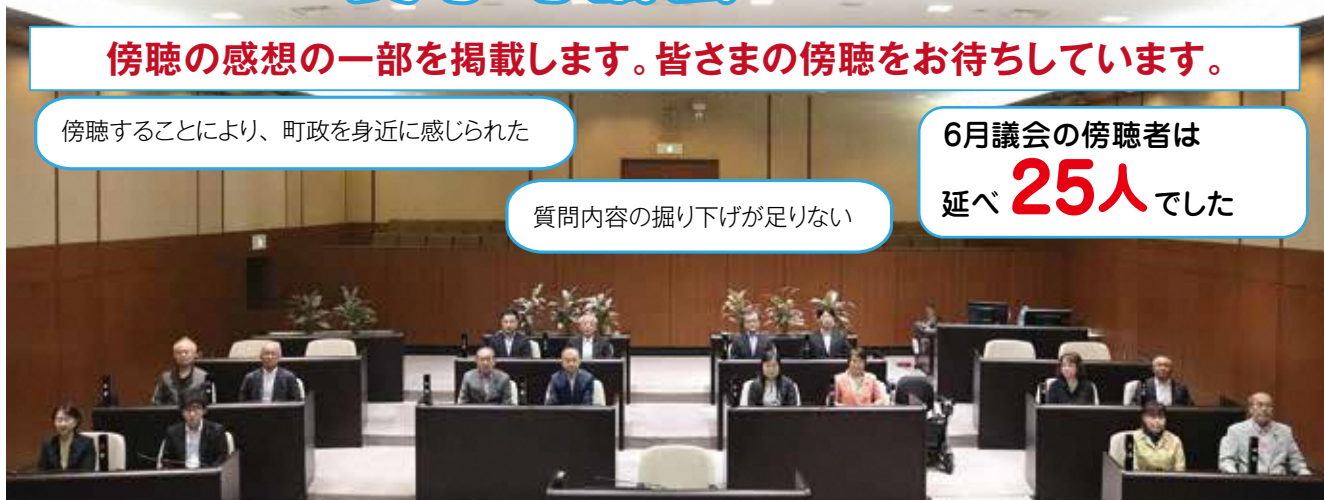 傍聴の感想の一部を掲載します。皆さまの傍聴をお待ちしています。
傍聴することにより、町政を身近に感じられた
6月議会の傍聴者は
延べ 25人 でした
質問内容の掘り下げが足りない